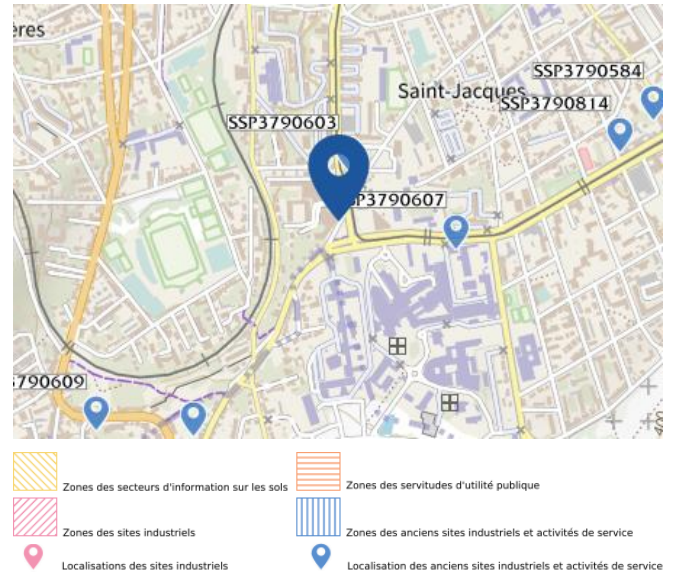 ères
SSP3790584
Saint-Jacques
SSP3790814
SSP3790603
SP3790607
3790609
400
Zones des secteurs d'information sur les sols
Zones des servitudes d'utilité publique
Zones des sites industriels
Zones des anciens sites industriels et activités de service
Localisations des sites industriels
Localisation des anciens sites industriels et activités de service